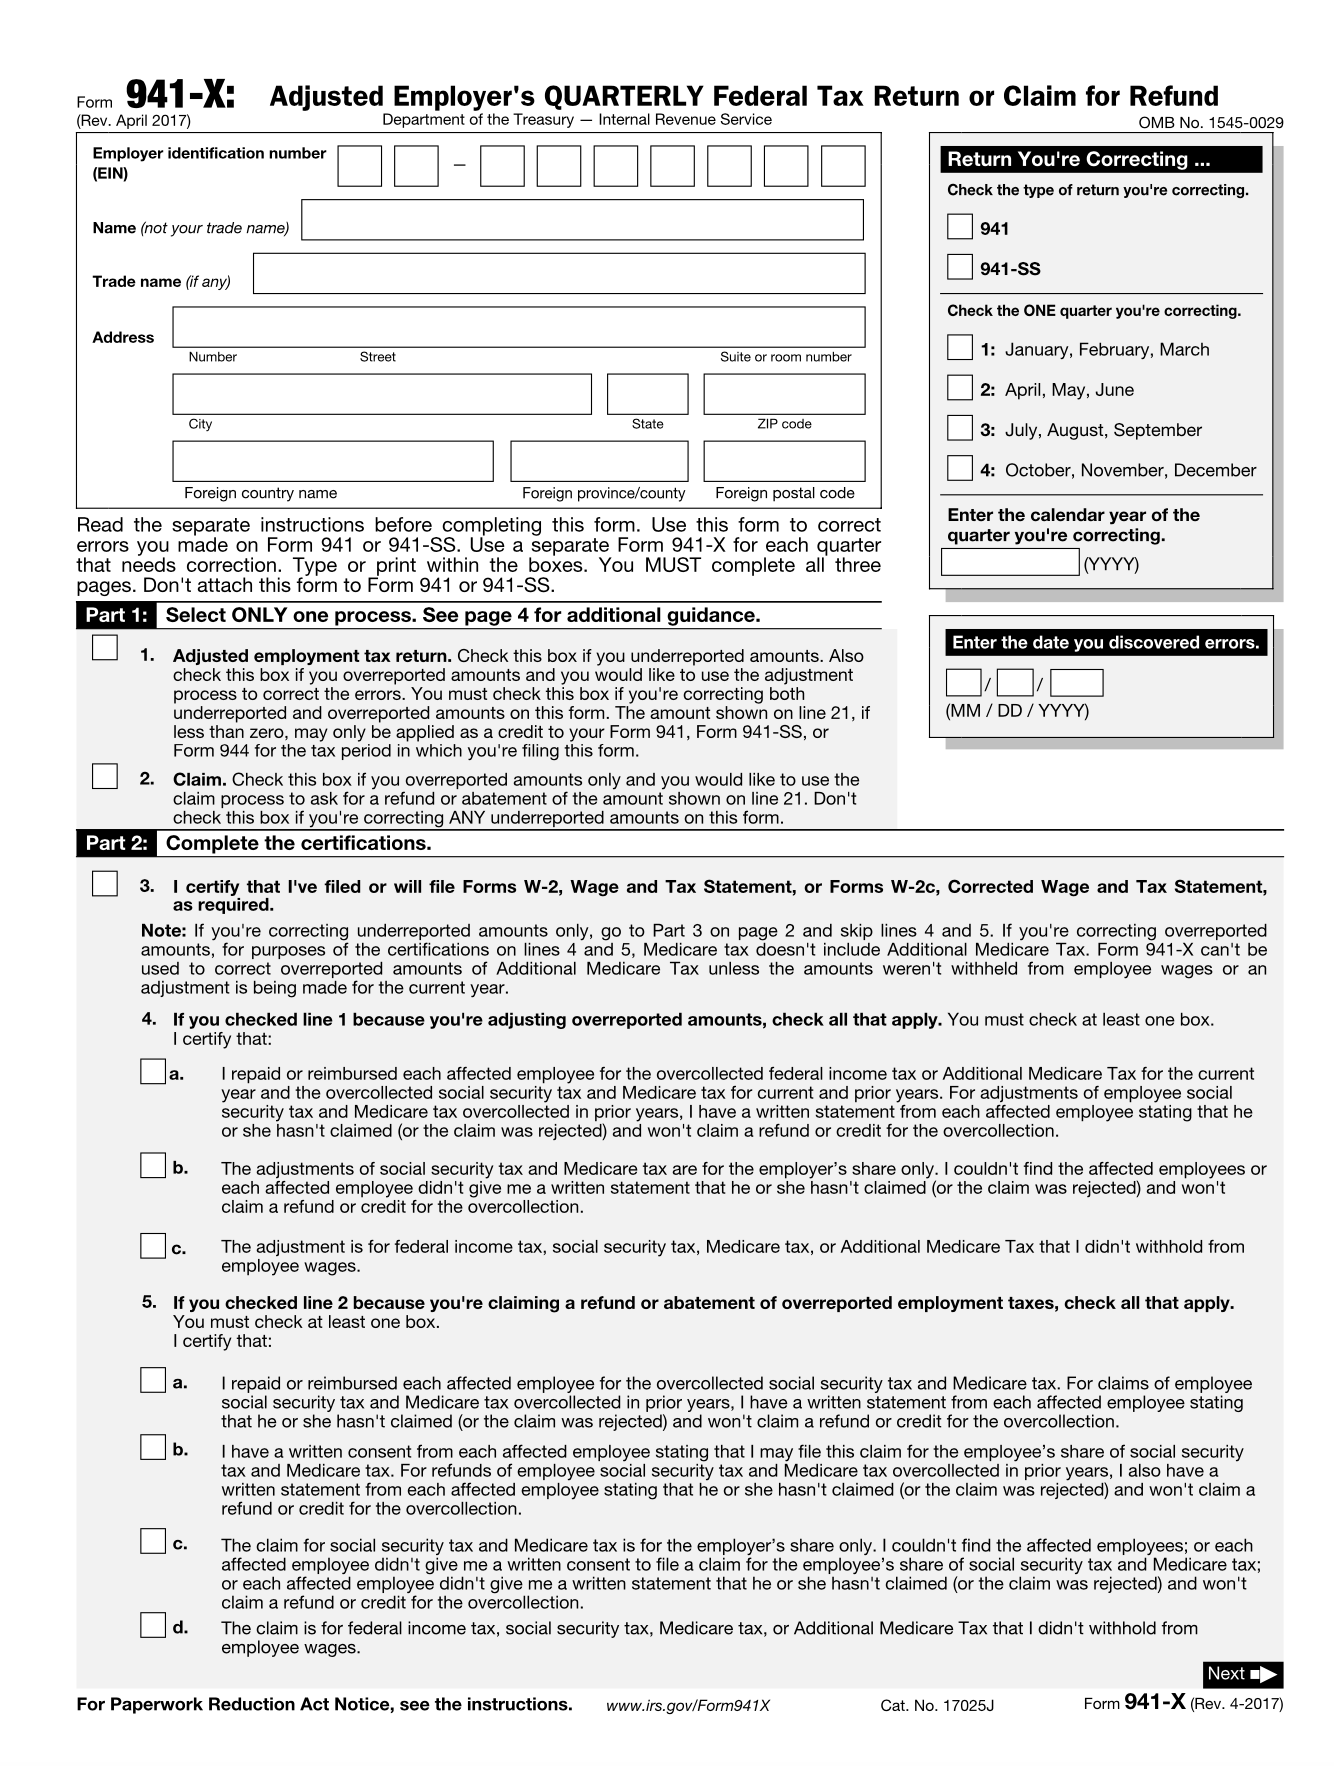 Form 941-X: Adjusted Employer's QUARTERLY Federal Tax Return or Claim for Refund
(Rev. April 2017) Department of the Treasury — Internal Revenue Service OMB No. 1545-0029
Employer identification number
(EIN)
–
Name (not your trade name)
Trade name (if any)
Address
Number Street Suite or room number
City State ZIP code
Foreign country name Foreign province/county Foreign postal code
Return You're Correcting ...
Check the type of return you're correcting.
941
941-SS
Check the ONE quarter you're correcting.
1: January, February, March
2: April, May, June
3: July, August, September
4: October, November, December
Enter the calendar year of the
quarter you're correcting.
(YYYY)
Enter the date you discovered errors.
/ /
(MM / DD / YYYY)
Read the separate instructions before completing this form. Use this form to correct
errors you made on Form 941 or 941-SS. Use a separate Form 941-X for each quarter
that needs correction. Type or print within the boxes. You MUST complete all three
pages. Don't attach this form to Form 941 or 941-SS.
Part 1: Select ONLY one process. See page 4 for additional guidance.
1. Adjusted employment tax return. Check this box if you underreported amounts. Also
check this box if you overreported amounts and you would like to use the adjustment
process to correct the errors. You must check this box if you're correcting both
underreported and overreported amounts on this form. The amount shown on line 21, if
less than zero, may only be applied as a credit to your Form 941, Form 941-SS, or
Form 944 for the tax period in which you're filing this form.
2. Claim. Check this box if you overreported amounts only and you would like to use the
claim process to ask for a refund or abatement of the amount shown on line 21. Don't
check this box if you're correcting ANY underreported amounts on this form.
Part 2: Complete the certifications.
3. I certify that I've filed or will file Forms W-2, Wage and Tax Statement, or Forms W-2c, Corrected Wage and Tax Statement,
as required.
Note: If you're correcting underreported amounts only, go to Part 3 on page 2 and skip lines 4 and 5. If you're correcting overreported
amounts, for purposes of the certifications on lines 4 and 5, Medicare tax doesn't include Additional Medicare Tax. Form 941-X can't be
used to correct overreported amounts of Additional Medicare Tax unless the amounts weren't withheld from employee wages or an
adjustment is being made for the current year.
4. If you checked line 1 because you're adjusting overreported amounts, check all that apply. You must check at least one box.
I certify that:
a. I repaid or reimbursed each affected employee for the overcollected federal income tax or Additional Medicare Tax for the current
year and the overcollected social security tax and Medicare tax for current and prior years. For adjustments of employee social
security tax and Medicare tax overcollected in prior years, I have a written statement from each affected employee stating that he
or she hasn't claimed (or the claim was rejected) and won't claim a refund or credit for the overcollection.
b. The adjustments of social security tax and Medicare tax are for the employer’s share only. I couldn't find the affected employees or
each affected employee didn't give me a written statement that he or she hasn't claimed (or the claim was rejected) and won't
claim a refund or credit for the overcollection.
c. The adjustment is for federal income tax, social security tax, Medicare tax, or Additional Medicare Tax that I didn't withhold from
employee wages.
5. If you checked line 2 because you're claiming a refund or abatement of overreported employment taxes, check all that apply.
You must check at least one box.
I certify that:
a. I repaid or reimbursed each affected employee for the overcollected social security tax and Medicare tax. For claims of employee
social security tax and Medicare tax overcollected in prior years, I have a written statement from each affected employee stating
that he or she hasn't claimed (or the claim was rejected) and won't claim a refund or credit for the overcollection.
b. I have a written consent from each affected employee stating that I may file this claim for the employee’s share of social security
tax and Medicare tax. For refunds of employee social security tax and Medicare tax overcollected in prior years, I also have a
written statement from each affected employee stating that he or she hasn't claimed (or the claim was rejected) and won't claim a
refund or credit for the overcollection.
c. The claim for social security tax and Medicare tax is for the employer’s share only. I couldn't find the affected employees; or each
affected employee didn't give me a written consent to file a claim for the employee’s share of social security tax and Medicare tax;
or each affected employee didn't give me a written statement that he or she hasn't claimed (or the claim was rejected) and won't
claim a refund or credit for the overcollection.
d. The claim is for federal income tax, social security tax, Medicare tax, or Additional Medicare Tax that I didn't withhold from
employee wages.
Next
For Paperwork Reduction Act Notice, see the instructions. www.irs.gov/Form941X Cat. No. 17025J Form 941-X (Rev. 4-2017)